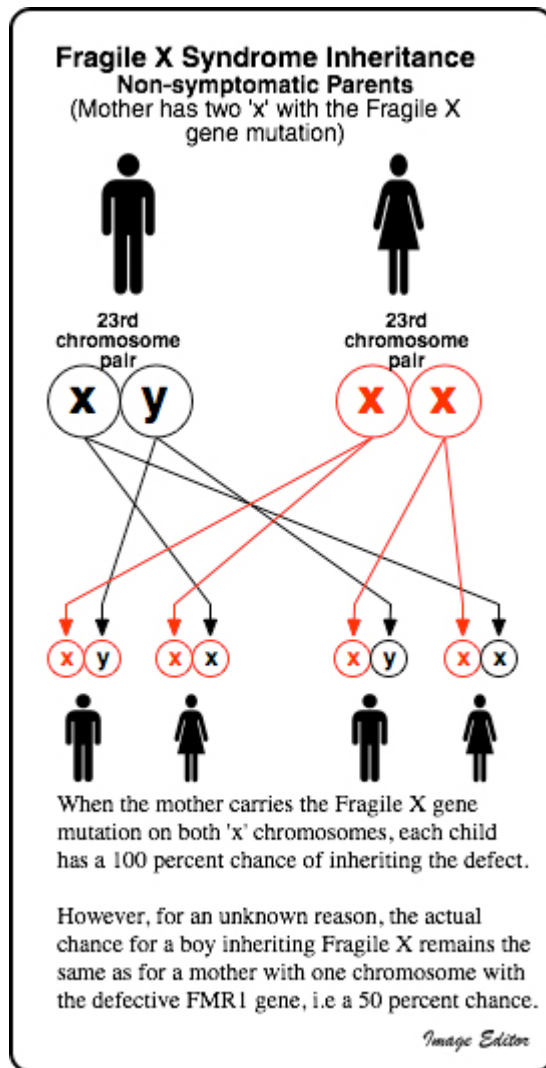 Fragile X Syndrome Inheritance
Non-symptomatic Parents
(Mother has two 'x' with the Fragile X
gene mutation)
23rd
chromosome
pair
23rd
chromosome
pair
x y
x x
x y
x x
x y
x x
When the mother carries the Fragile X gene
mutation on both 'x' chromosomes, each child
has a 100 percent chance of inheriting the defect.
However, for an unknown reason, the actual
chance for a boy inheriting Fragile X remains the
same as for a mother with one chromosome with
the defective FMR1 gene, i.e a 50 percent chance.
Image Editor